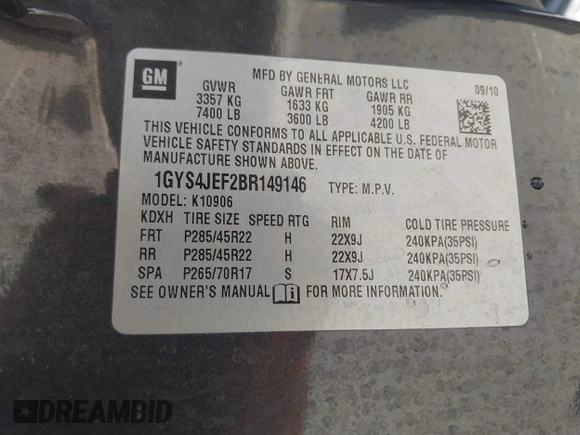 GM
MFD BY GENERAL MOTORS LLC
09/10
GVWR GAWR FRT GAWR RR
3357 KG 1633 KG 1905 KG
7400 LB 3600 LB 4200 LB
THIS VEHICLE CONFORMS TO ALL APPLICABLE U.S. FEDERAL MOTOR
VEHICLE SAFETY STANDARDS IN EFFECT ON THE DATE OF
MANUFACTURE SHOWN ABOVE.
1GYS4JEF2BR149146 TYPE: M.P.V.
MODEL: K10906
KDXH TIRE SIZE SPEED RTG RIM COLD TIRE PRESSURE
FRT P285/45R22 H 22X9J 240KPA(35PSI)
RR P285/45R22 H 22X9J 240KPA(35PSI)
SPA P265/70R17 S 17X7.5J 240KPA(35PSI)
SEE OWNER'S MANUAL FOR MORE INFORMATION.
DREAMBID